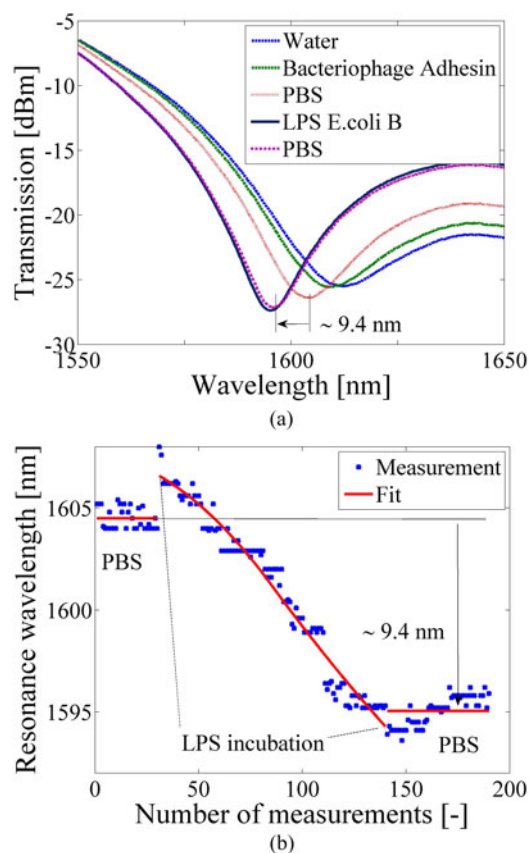 -5
-10
-15
-20
-25
-30
Transmission [dBm]
Water
Bacteriophage Adhesin
PBS
LPS E.coli B
PBS
~ 9.4 nm
1550
1600
1650
Wavelength [nm]
(a)
1605
1600
1595
Resonance wavelength [nm]
Measurement
Fit
PBS
~ 9.4 nm
LPS incubation
PBS
0
50
100
150
200
Number of measurements [-]
(b)